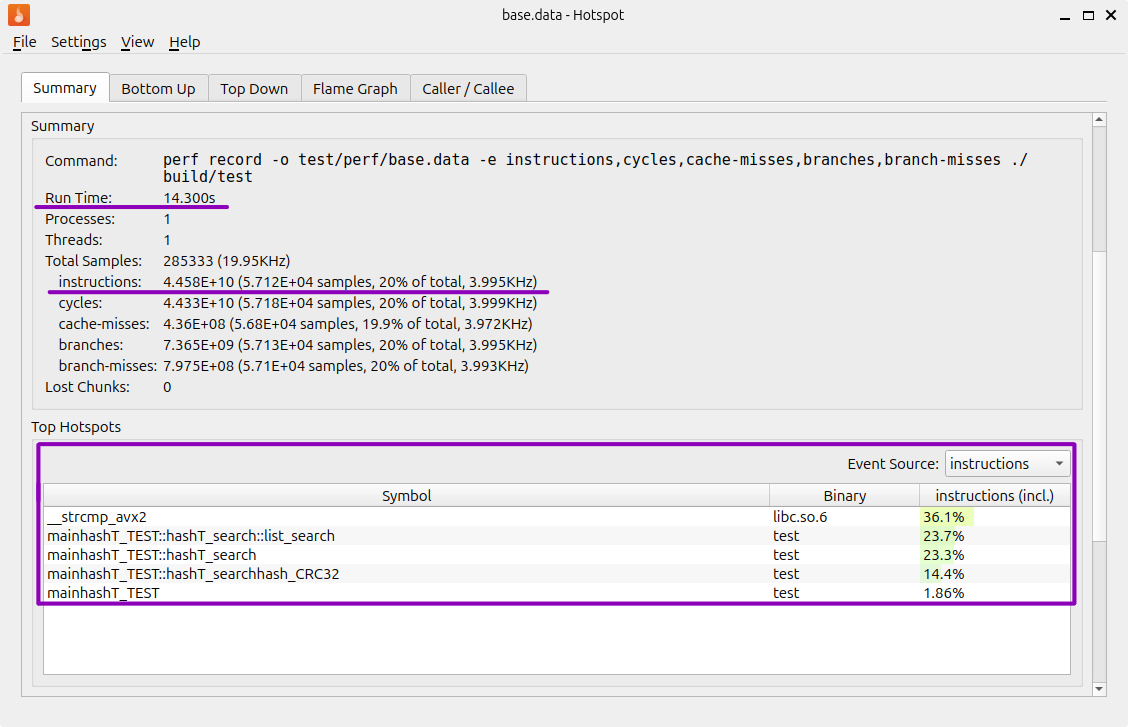 base.data - Hotspot
File Settings View Help
Summary Bottom Up Top Down Flame Graph Caller / Callee
Summary
Command: perf record -o test/perf/base.data -e instructions,cycles,cache-misses,branches,branch-misses ./
build/test
Run Time: 14.300s
Processes: 1
Threads: 1
Total Samples: 285333 (19.95KHz)
instructions: 4.458E+10 (5.712E+04 samples, 20% of total, 3.995KHz)
cycles: 4.433E+10 (5.718E+04 samples, 20% of total, 3.999KHz)
cache-misses: 4.36E+08 (5.68E+04 samples, 19.9% of total, 3.972KHz)
branches: 7.365E+09 (5.713E+04 samples, 20% of total, 3.995KHz)
branch-misses: 7.975E+08 (5.71E+04 samples, 20% of total, 3.993KHz)
Lost Chunks: 0
Top Hotspots
Event Source: instructions
Symbol Binary instructions (incl.)
__strcmp_avx2 libc.so.6 36.1%
mainhashT_TEST::hashT_search::list_search test 23.7%
mainhashT_TEST::hashT_search test 23.3%
mainhashT_TEST::hashT_searchhash_CRC32 test 14.4%
mainhashT_TEST test 1.86%